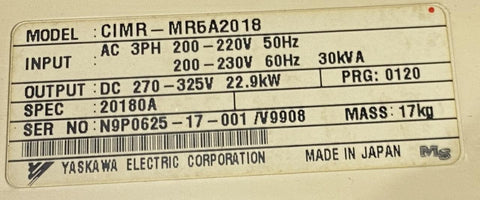 MODEL : CIMR-MR5A2018
INPUT : AC 3PH 200-220V 50Hz
200-230V 60Hz 30kVA
OUTPUT : DC 270-325V 22.9kW PRG: 0120
SPEC : 20180A
SER NO: N9P0625-17-001 /V9908 MASS: 17kg
YASKAWA ELECTRIC CORPORATION MADE IN JAPAN MG